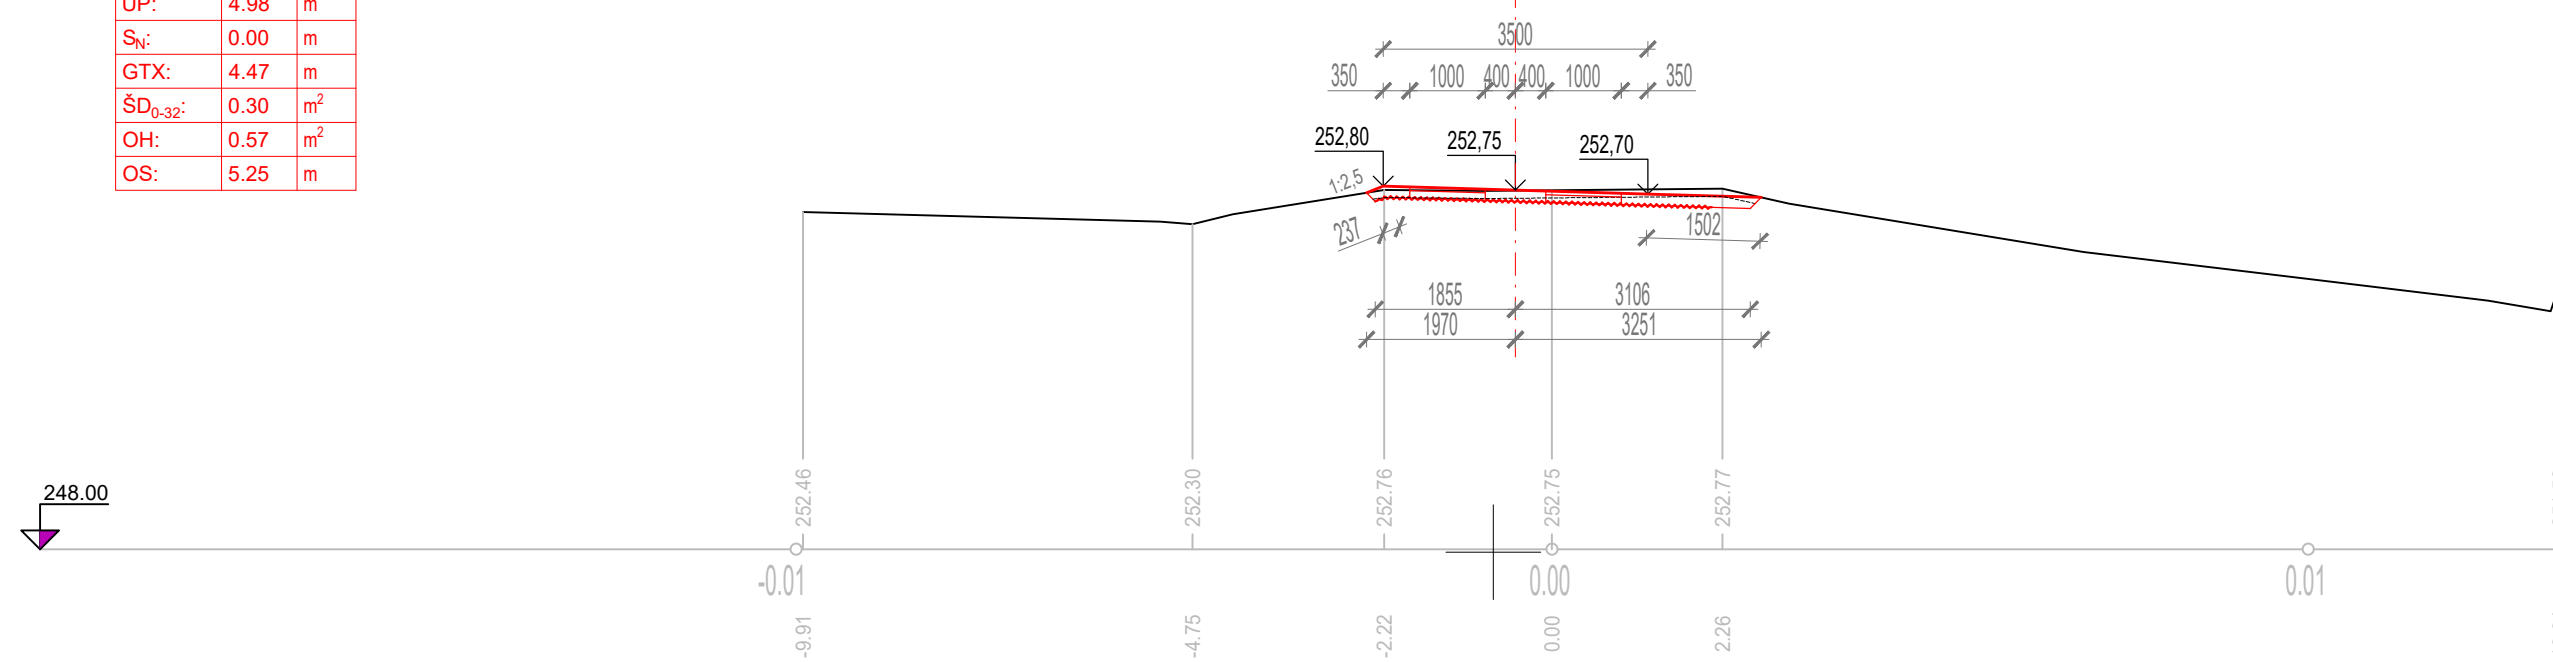 UP: 4.98 m
SN: 0.00 m
GTX: 4.47 m
ŠD0-32: 0.30 m2
OH: 0.57 m2
OS: 5.25 m
3500
350 1000 400 400 1000 350
252,80 252,75 252,70
1:2,5
237 1502
1855 3106
1970 3251
248.00
252.46 252.30 252.76 252.75 252.77
-0.01 0.00 0.01
-9.91 -4.75 -2.22 0.00 2.26